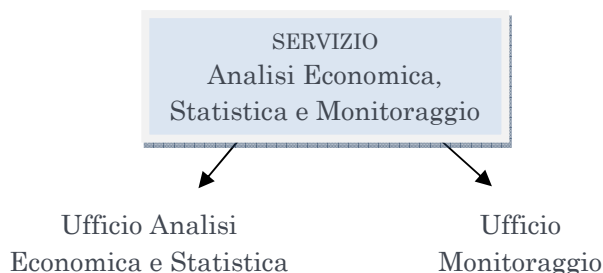 SERVIZIO
Analisi Economica,
Statistica e Monitoraggio
Ufficio Analisi
Economica e Statistica
Ufficio
Monitoraggio